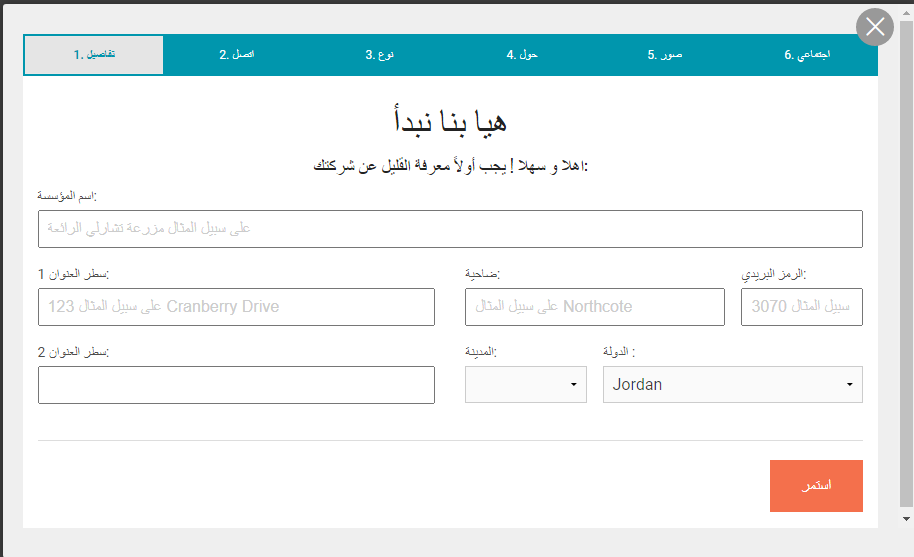 1. تفاصيل
2. اتصل
3. نوع
4. حول
5. صور
6. اجتماعي
هيا بنا نبدأ
اهلا و سهلا ! يجب أولاً معرفة القليل عن شركتك:
اسم المؤسسة:
على سبيل المثال مزرعة تشارلي الرائعة
سطر العنوان 1:
ضاحية:
الرمز البريدي:
123 على سبيل المثال Cranberry Drive
على سبيل المثال Northcote
سبيل المثال 3070
سطر العنوان 2:
المدينة:
الدولة :
Jordan
استمر